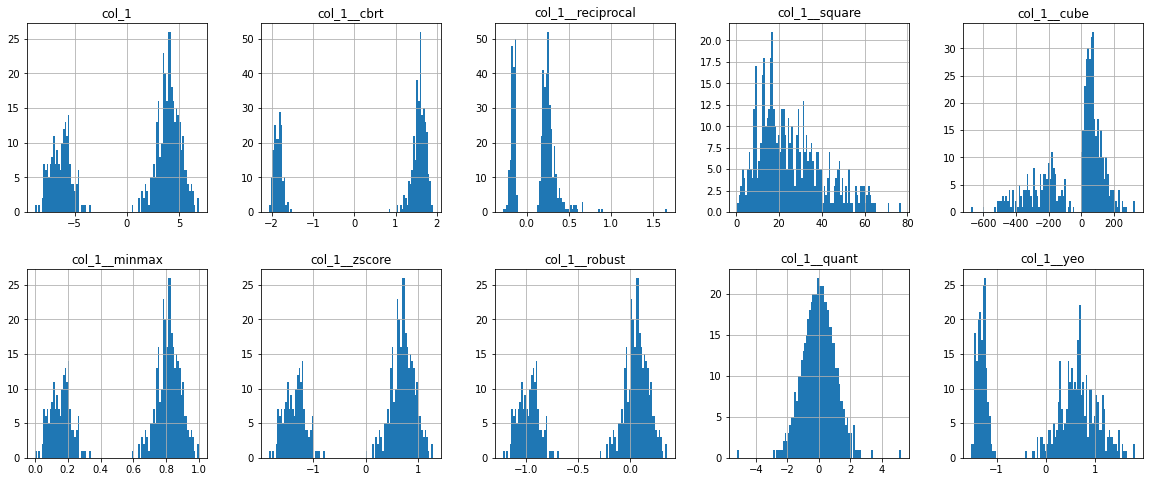 col_1 col_1__cbrt col_1__reciprocal col_1__square col_1__cube
25 20 15 10 5 0
−5 0 5
50 40 30 20 10 0
−2 −1 0 1 2
50 40 30 20 10 0
0.0 0.5 1.0 1.5
20.0 17.5 15.0 12.5 10.0 7.5 5.0 2.5 0.0
0 20 40 60 80
30 25 20 15 10 5 0
−600 −400 −200 0 200
col_1__minmax col_1__zscore col_1__robust col_1__quant col_1__yeo
25 20 15 10 5 0
0.0 0.2 0.4 0.6 0.8 1.0
25 20 15 10 5 0
−1 0 1
25 20 15 10 5 0
−1.0 −0.5 0.0
20 15 10 5 0
−4 −2 0 2 4
25 20 15 10 5 0
−1 0 1